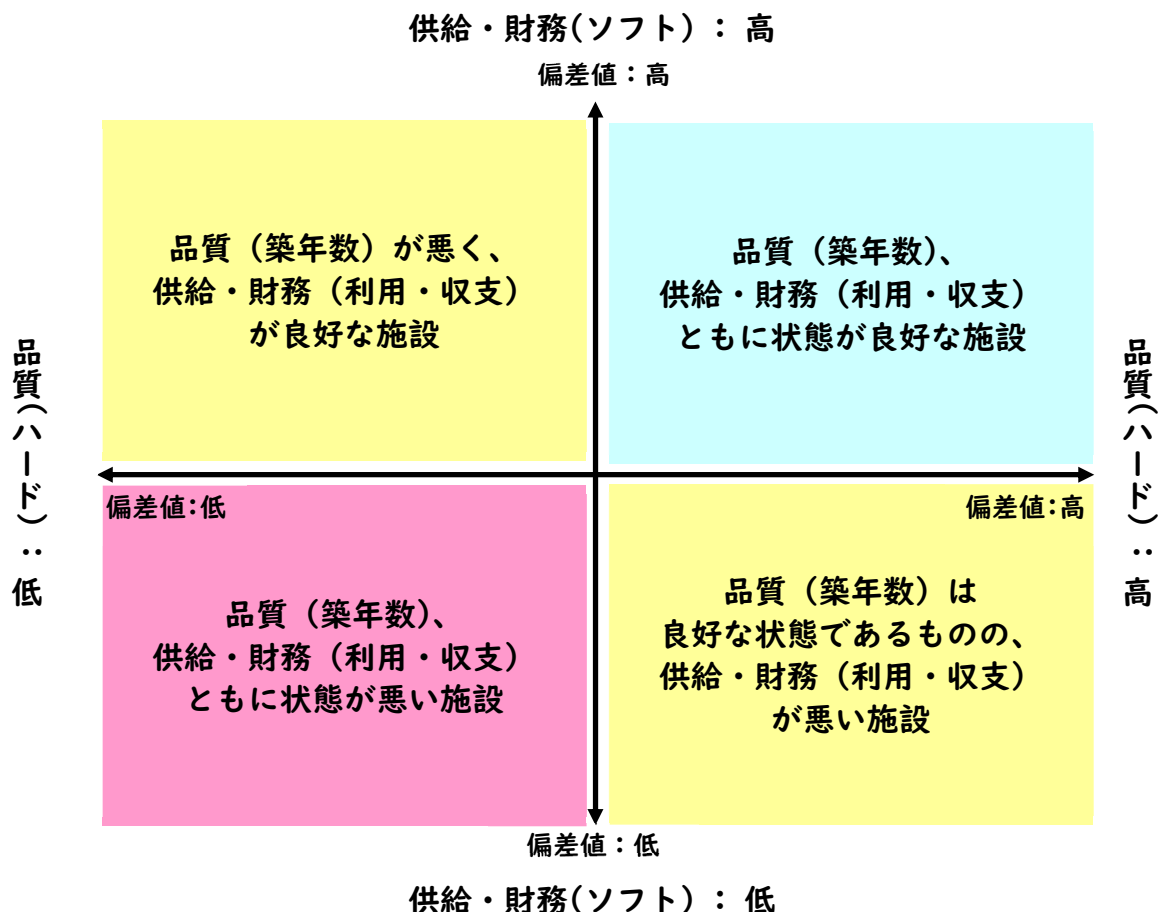 供給・財務(ソフト)：高
偏差値：高
品質（築年数）が悪く、
供給・財務（利用・収支）
が良好な施設
品質（築年数）、
供給・財務（利用・収支）
ともに状態が良好な施設
品質(ハード)：低
品質(ハード)：高
偏差値:低
偏差値:高
品質（築年数）、
供給・財務（利用・収支）
ともに状態が悪い施設
品質（築年数）は
良好な状態であるものの、
供給・財務（利用・収支）
が悪い施設
偏差値：低
供給・財務(ソフト)：低